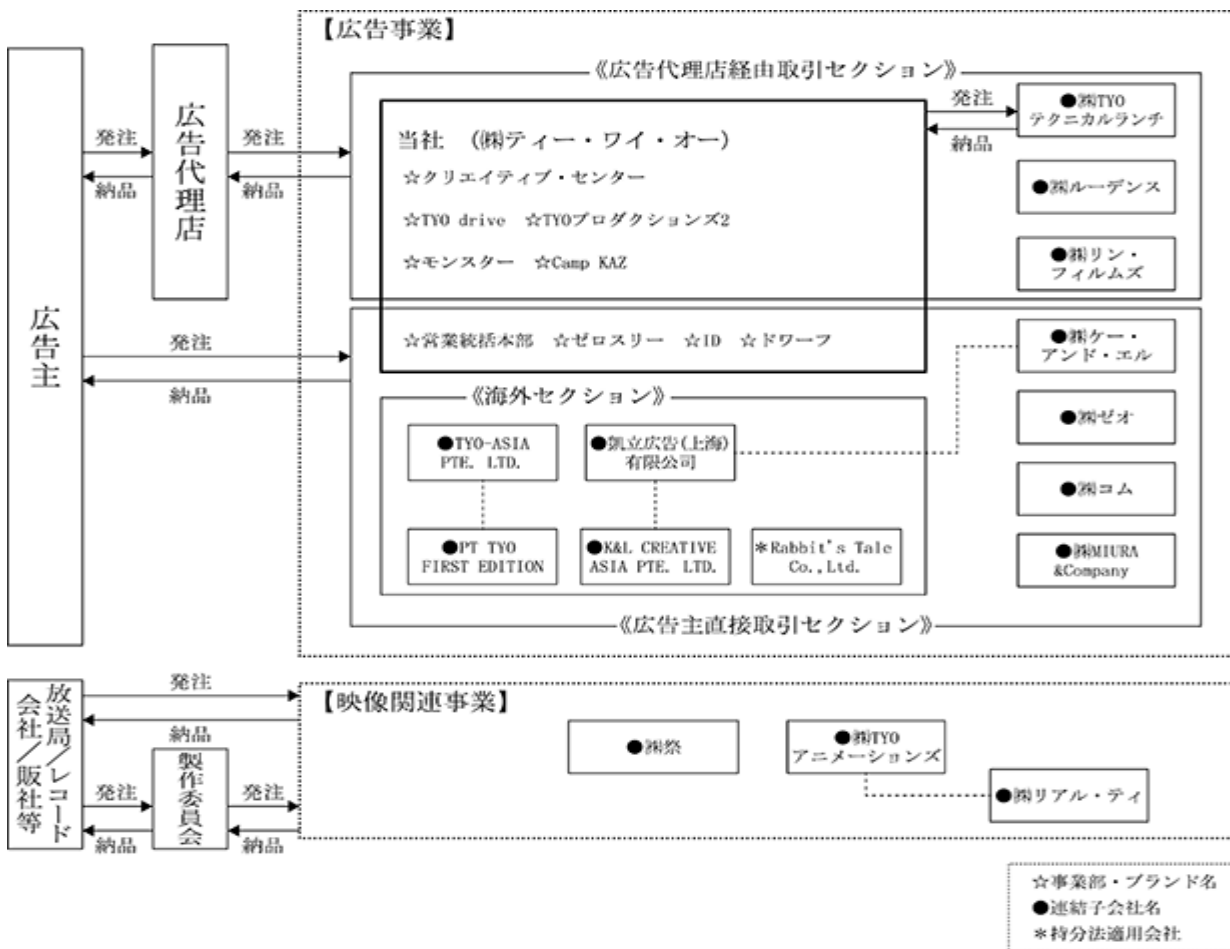 【広告事業】
《広告代理店経由取引セクション》
広告主
発注
納品
広告代理店
発注
納品
当社 (㈱ティー・ワイ・オー)
☆クリエイティブ・センター
☆TYO drive ☆TYOプロダクションズ2
☆モンスター ☆Camp KAZ
発注
納品
●㈱TYO
テクニカルランチ
●㈱ルーデンス
●㈱リン・
フィルムズ
発注
納品
☆営業統括本部 ☆ゼロスリー ☆ID ☆ドワーフ
●㈱ケー・
アンド・エル
●㈱ゼオ
●㈱コム
●㈱MIURA
&Company
《海外セクション》
●TYO-ASIA
PTE. LTD.
●凱立広告(上海)
有限公司
●PT TYO
FIRST EDITION
●K&L CREATIVE
ASIA PTE. LTD.
*Rabbit's Tale
Co.,Ltd.
《広告主直接取引セクション》
放送局/レコード
会社/販社等
発注
納品
発注
納品
製作委員会
発注
納品
【映像関連事業】
●㈱祭
●㈱TYO
アニメーションズ
●㈱リアル・ティ
☆事業部・ブランド名
●連結子会社名
*持分法適用会社